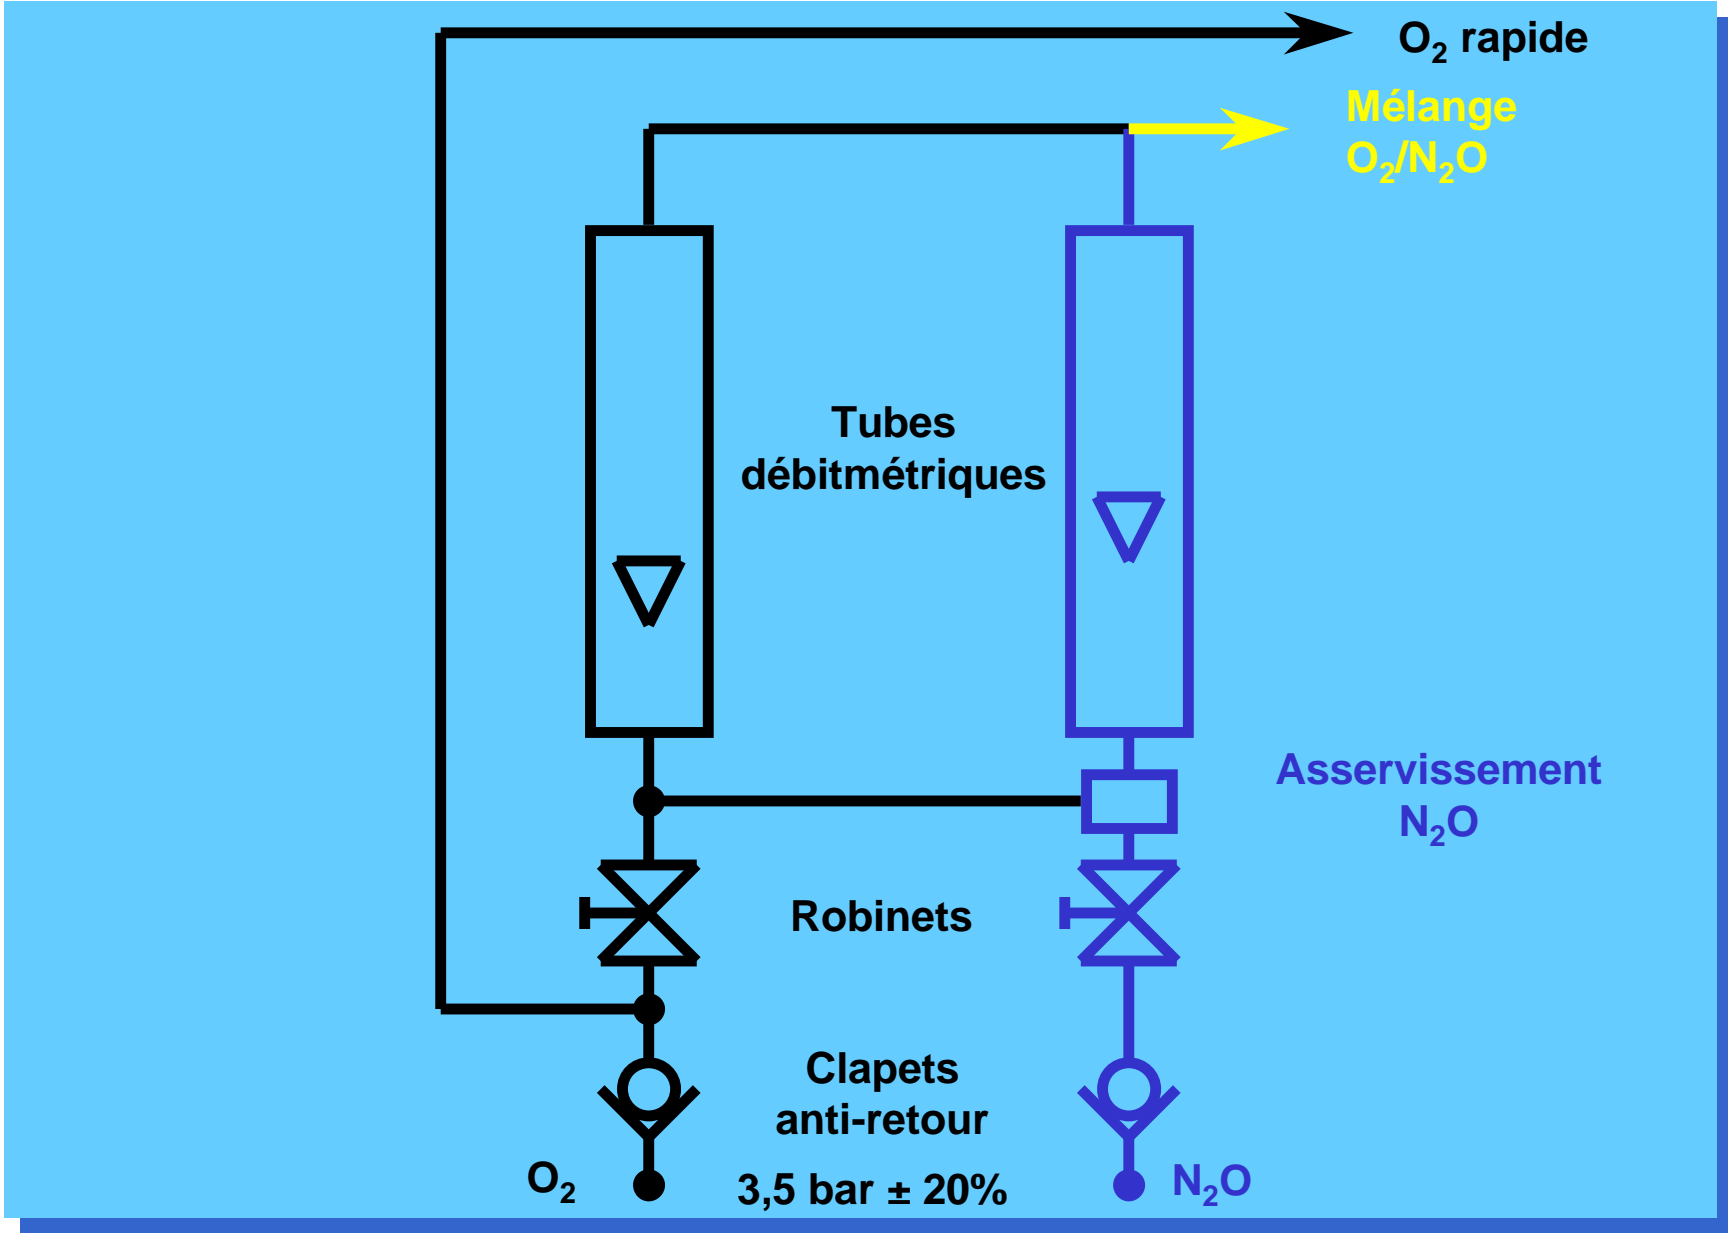 O₂ rapide
Mélange
O₂/N₂O
Tubes
débitmétriques
Asservissement
N₂O
Robinets
Clapets
anti-retour
O₂
3,5 bar ± 20%
N₂O